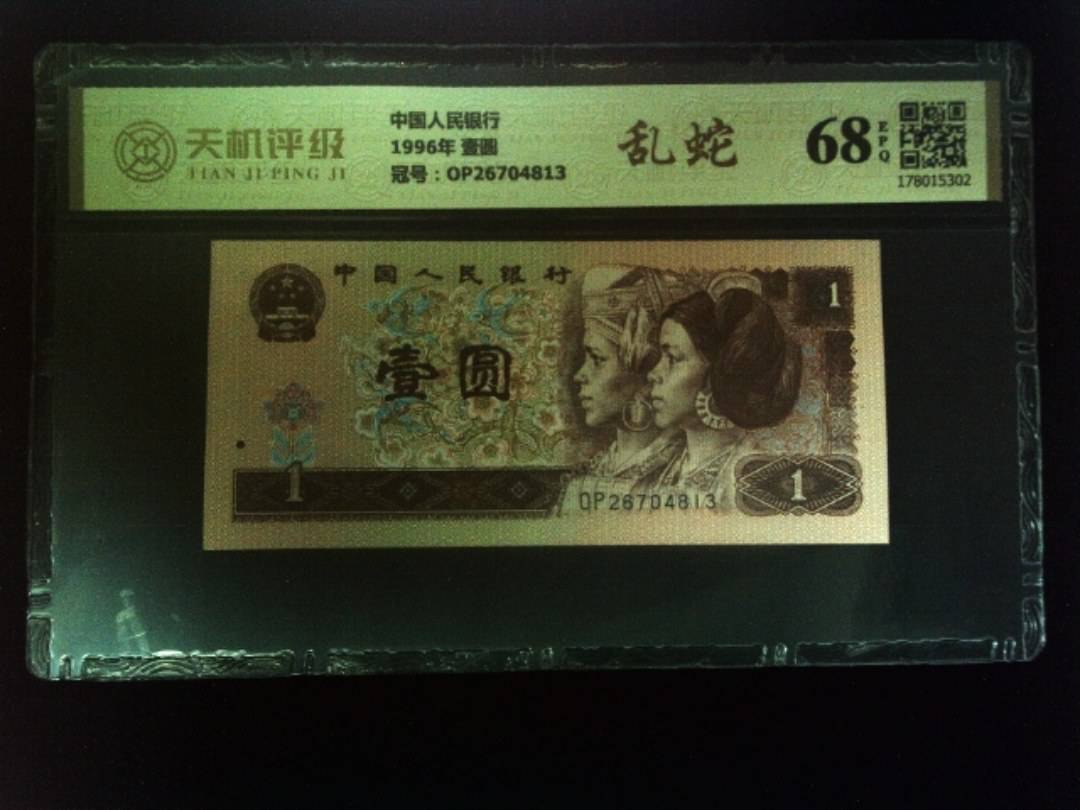 天机评级
TIAN JI PING JI
中国人民银行
1996年 壹圆
冠号：OP26704813
乱蛇
68 EPQ
178015302
中国人民银行
1
壹圆
1
OP26704813
1